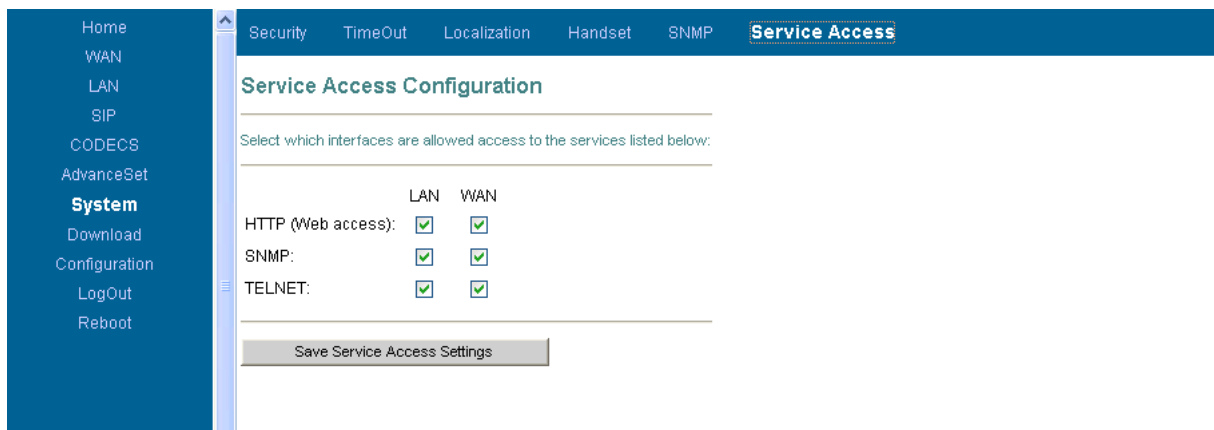 Home
WAN
LAN
SIP
CODECS
AdvanceSet
System
Download
Configuration
LogOut
Reboot
Security TimeOut Localization Handset SNMP Service Access
Service Access Configuration
Select which interfaces are allowed access to the services listed below:
LAN WAN
HTTP (Web access):
SNMP:
TELNET:
Save Service Access Settings